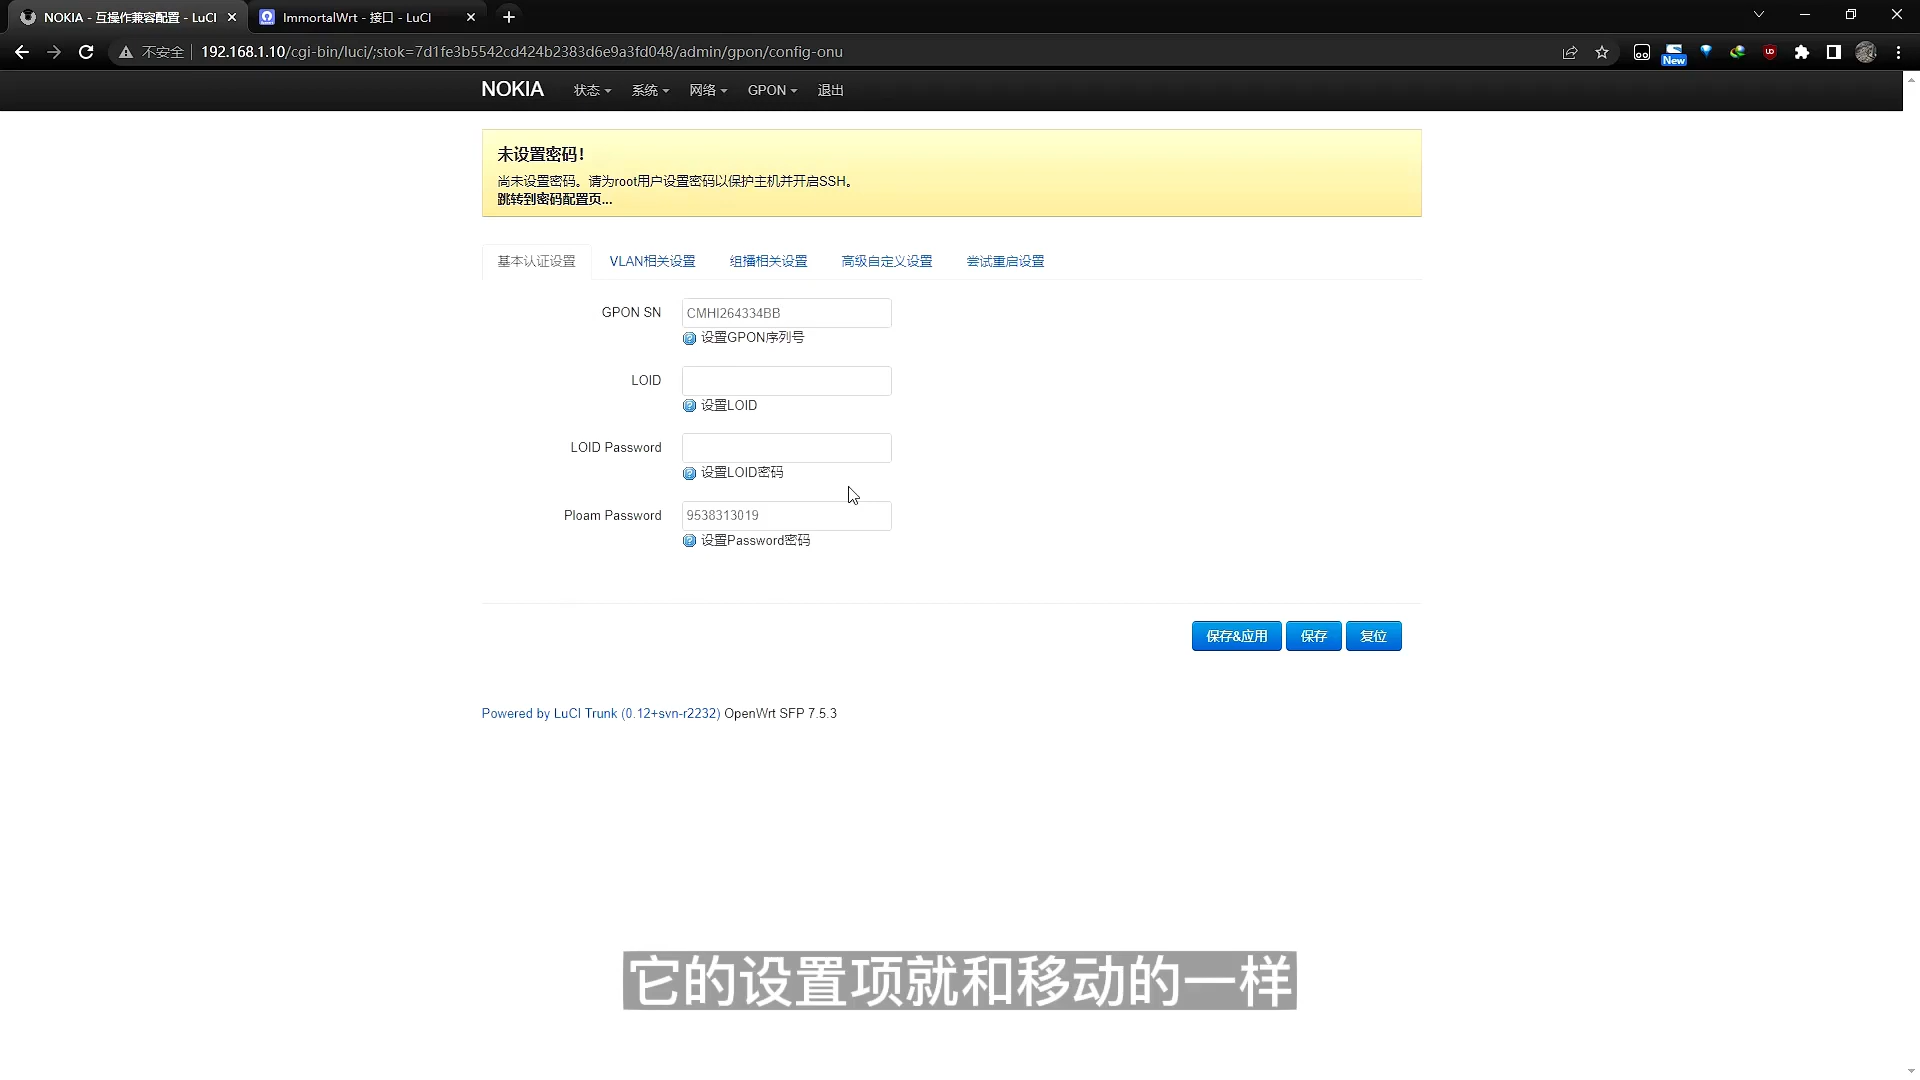 NOKIA - 互操作兼容配置 - LuCI
ImmortalWrt - 接口 - LuCI
不安全
192.168.1.10/cgi-bin/luci/;stok=7d1fe3b5542cd424b2383d6e9a3fd048/admin/gpon/config-onu
New
NOKIA 状态 系统 网络 GPON 退出
未设置密码！
尚未设置密码。请为root用户设置密码以保护主机并开启SSH。
跳转到密码配置页...
基本认证设置 VLAN相关设置 组播相关设置 高级自定义设置 尝试重启设置
GPON SN CMHI264334BB
设置GPON序列号
LOID
设置LOID
LOID Password
设置LOID密码
Ploam Password 9538313019
设置Password密码
保存&应用 保存 复位
Powered by LuCI Trunk (0.12+svn-r2232) OpenWrt SFP 7.5.3
它的设置项就和移动的一样